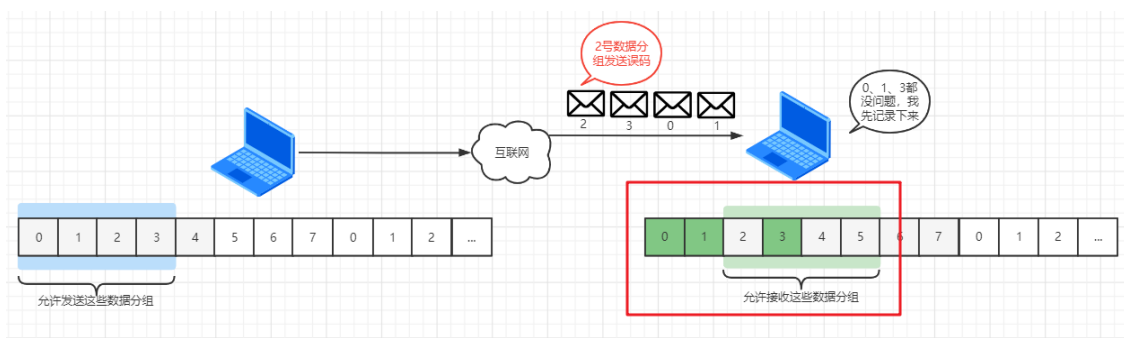 2号数据分
组发送误码
0、1、3都
没问题，我
先记录下来
2 3 0 1
互联网
0 1 2 3 4 5 6 7 0 1 2 ...
0 1 2 3 4 5 6 7 0 1 2 ...
允许发送这些数据分组
允许接收这些数据分组